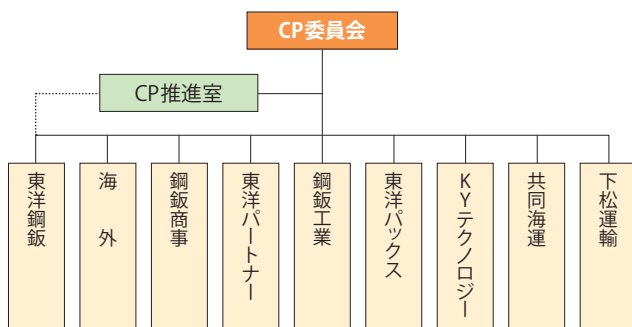 CP委員会
CP推進室
東洋鋼鈑
海　外
鋼鈑商事
東洋パートナー
鋼鈑工業
東洋パックス
KYテクノロジー
共同海運
下松運輸